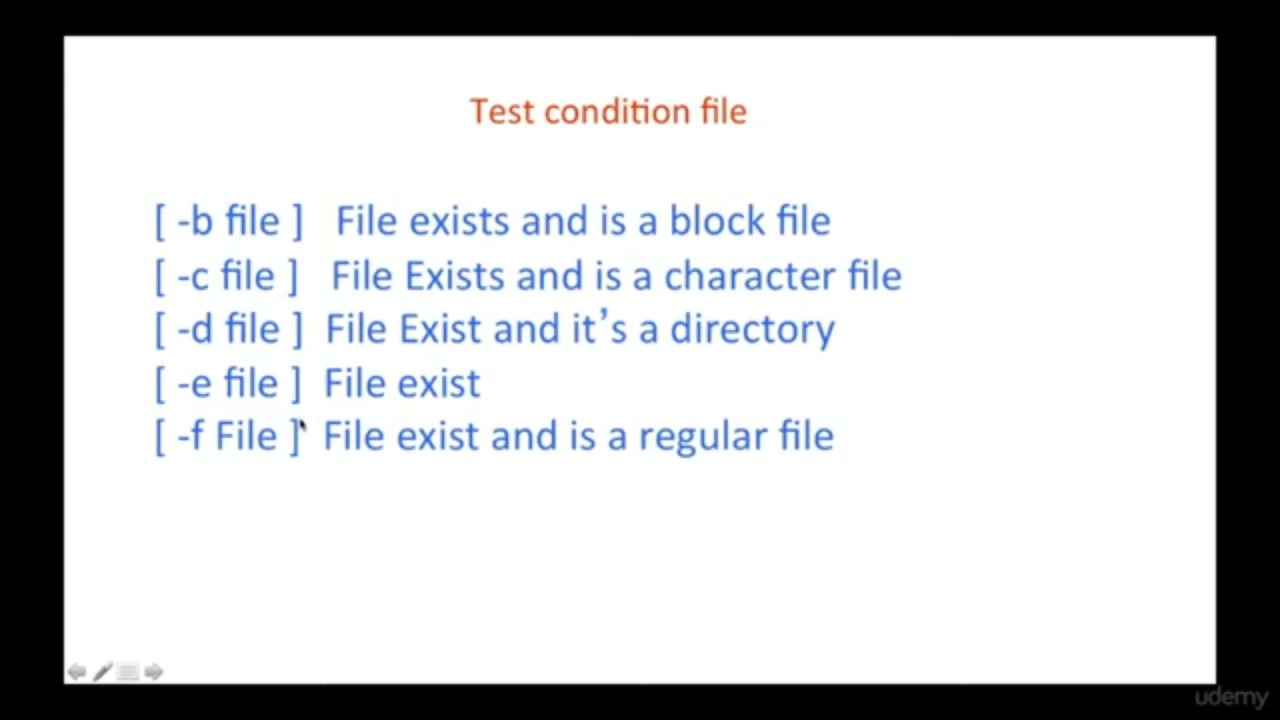 Test condition file
[ -b file ] File exists and is a block file
[ -c file ] File Exists and is a character file
[ -d file ] File Exist and it’s a directory
[ -e file ] File exist
[ -f File ] File exist and is a regular file
udemy